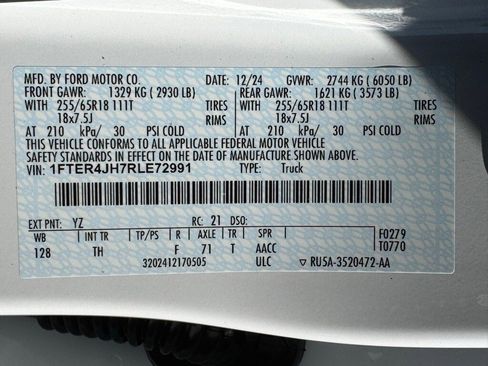 MFD. BY FORD MOTOR CO. DATE: 12/24 GVWR: 2744 KG (6050 LB)
FRONT GAWR: 1329 KG (2930 LB) REAR GAWR: 1621 KG (3573 LB)
WITH 255/65R18 111T TIRES WITH 255/65R18 111T TIRES
18x7.5J RIMS 18x7.5J RIMS
AT 210 kPa/ 30 PSI COLD AT 210 kPa/ 30 PSI COLD
THIS VEHICLE CONFORMS TO ALL APPLICABLE FEDERAL MOTOR VEHICLE
SAFETY STANDARDS IN EFFECT ON THE DATE OF MANUFACTURE SHOWN ABOVE.
VIN: 1FTER4JH7RLE72991 TYPE: Truck
EXT PNT: YZ RC: 21 DSO: F0279
WB INT TR TP/PS R AXLE TR SPR T0770
128 TH F 71 T AACC
3202412170505 ULC ▽ RU5A-3520472-AA